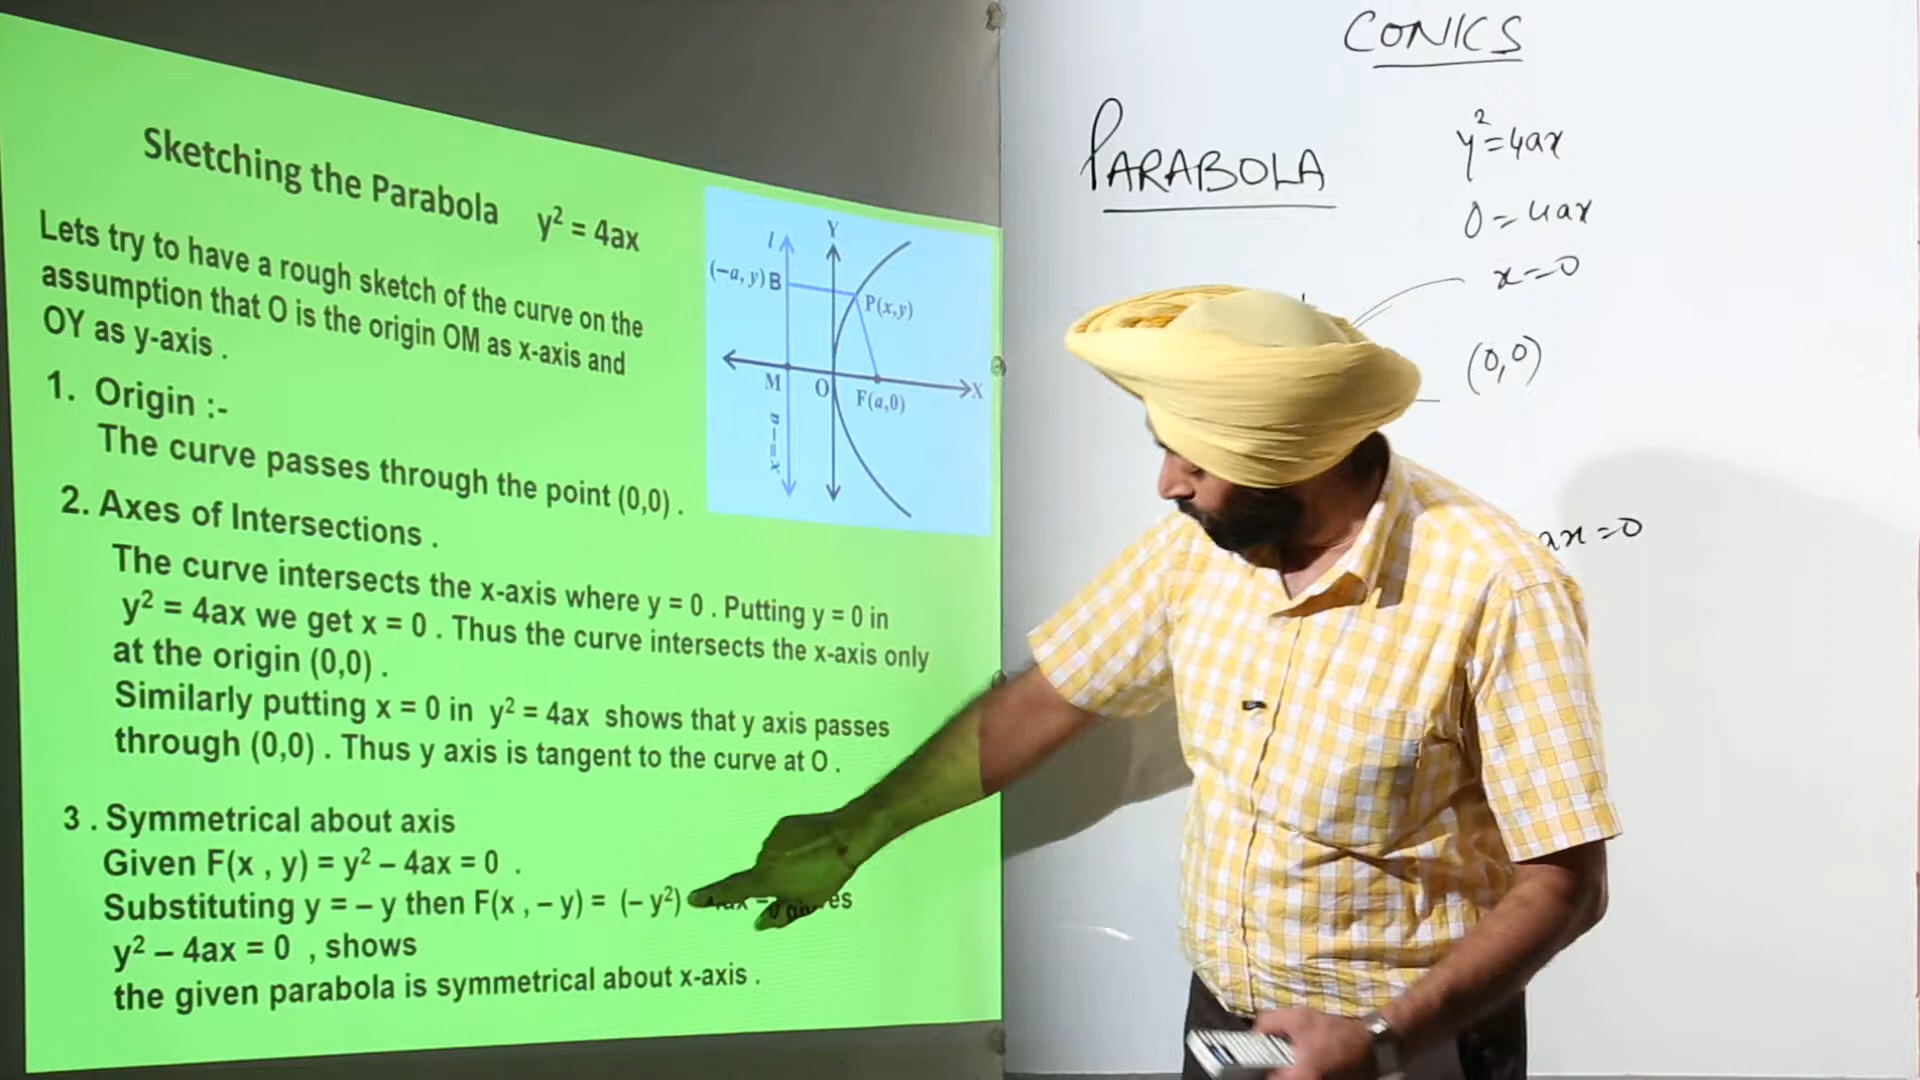 Sketching the Parabola y² = 4ax
Lets try to have a rough sketch of the curve on the
assumption that O is the origin OM as x-axis and
OY as y-axis .
1. Origin :-
The curve passes through the point (0,0) .
2. Axes of Intersections .
The curve intersects the x-axis where y = 0 . Putting y = 0 in
y² = 4ax we get x = 0 . Thus the curve intersects the x-axis only
at the origin (0,0) .
Similarly putting x = 0 in y² = 4ax shows that y axis passes
through (0,0) . Thus y axis is tangent to the curve at O .
3 . Symmetrical about axis
Given F(x , y) = y² – 4ax = 0 .
Substituting y = – y then F(x , – y) = (– y²)
y² – 4ax = 0 , shows
the given parabola is symmetrical about x-axis .
l Y
(–a, y) B
P(x,y)
M O F(a,0) X
x = –a
CONICS
PARABOLA
y² = 4ax
0 = 4ax
x = 0
(0,0)
ax = 0